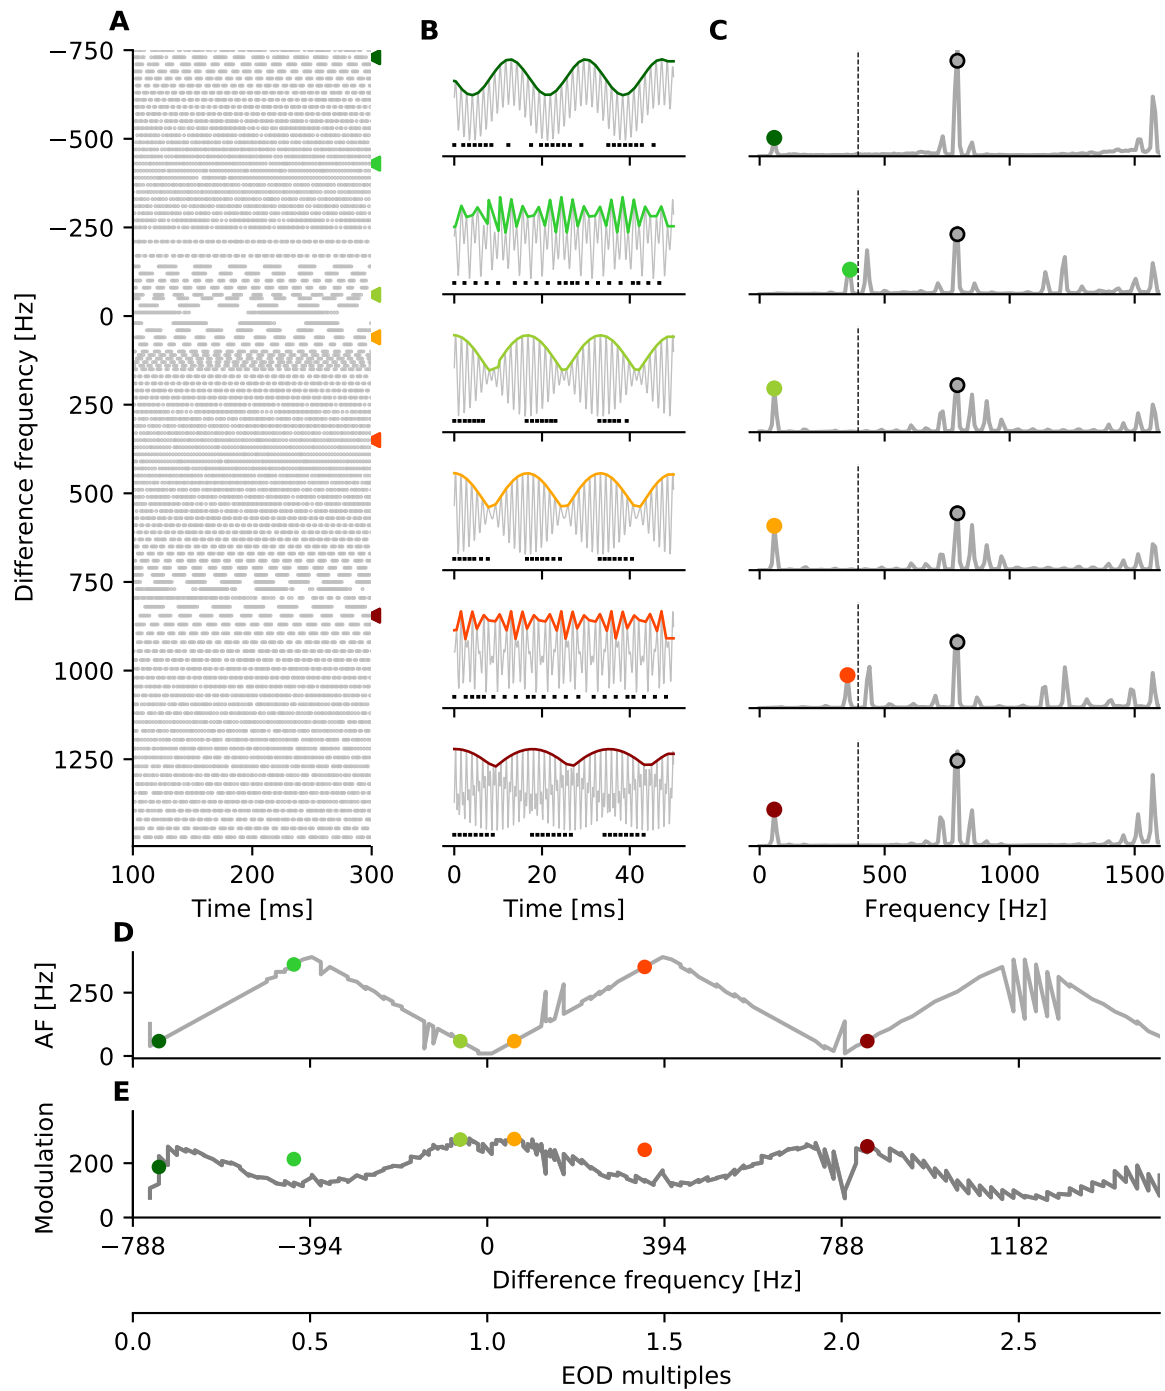 A
B
C
−750
−500
−250
0
250
500
750
1000
1250
Difference frequency [Hz]
100 200 300
Time [ms]
0 20 40
Time [ms]
0 500 1000 1500
Frequency [Hz]
D
250
0
AF [Hz]
E
200
0
Modulation
−788 −394 0 394 788 1182
Difference frequency [Hz]
0.0 0.5 1.0 1.5 2.0 2.5
EOD multiples